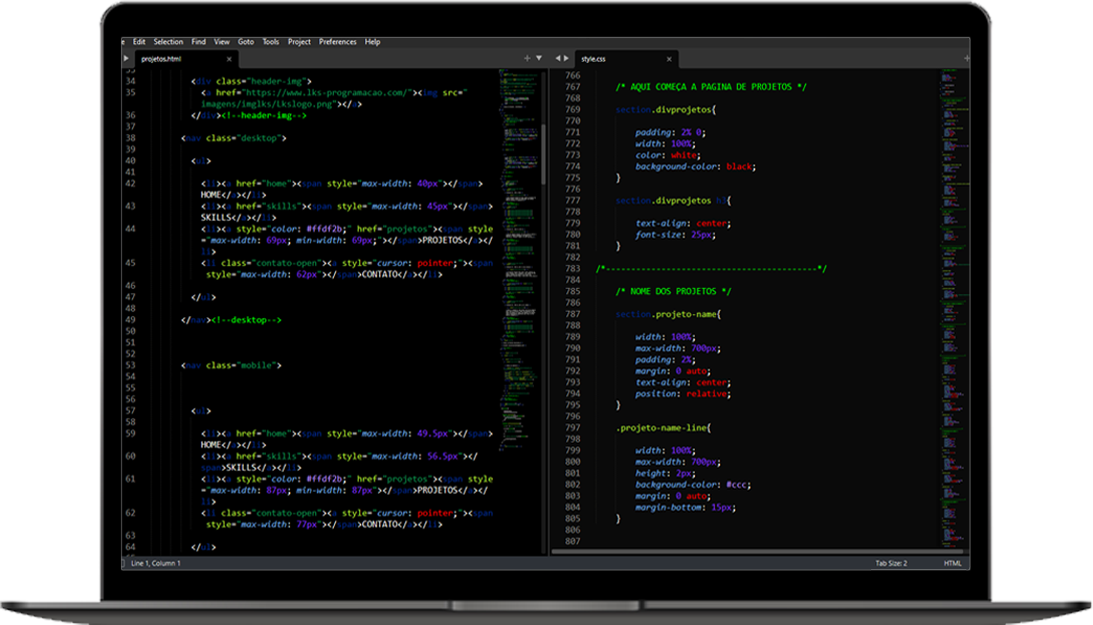 Edit Selection Find View Goto Tools Project Preferences Help
projetos.html
34 <div class="header-img">
35 <a href="https://www.lks-programacao.com/"><img src="
imagens/imglks/lkslogo.png"></a>
36 </div><!--header-img-->
37
38 <nav class="desktop">
39
40 <ul>
41
42 <li><a href="home"><span style="max-width: 40px"></span>
HOME</a></li>
43 <li><a href="skills"><span style="max-width: 45px"></span>
SKILLS</a></li>
44 <li><a style="color: #ffdf2b;" href="projetos"><span style
="max-width: 69px; min-width: 69px;"></span>PROJETOS</a></
li>
45 <li class="contato-open"><a style="cursor: pointer;"><span
style="max-width: 62px"></span>CONTATO</a></li>
46
47 </ul>
48
49 </nav><!--desktop-->
50
51
52
53 <nav class="mobile">
54
55
56
57 <ul>
58
59 <li><a href="home"><span style="max-width: 49.5px"></span>
HOME</a></li>
60 <li><a href="skills"><span style="max-width: 56.5px"></
span>SKILLS</a></li>
61 <li><a style="color: #ffdf2b;" href="projetos"><span style
="max-width: 87px; min-width: 87px"></span>PROJETOS</a></
li>
62 <li class="contato-open"><a style="cursor: pointer;"><span
style="max-width: 77px"></span>CONTATO</a></li>
63
64 </ul>
style.css
766
767 /* AQUI COMEÇA A PAGINA DE PROJETOS */
768
769 section.divprojetos{
770
771 padding: 2% 0;
772 width: 100%;
773 color: white;
774 background-color: black;
775 }
776
777 section.divprojetos h1{
778
779 text-align: center;
780 font-size: 25px;
781 }
782
783 /*------------------------------------------*/
784
785 /* NOME DOS PROJETOS */
786
787 section.projeto-name{
788
789 width: 100%;
790 max-width: 700px;
791 padding: 2%;
792 margin: 0 auto;
793 text-align: center;
794 position: relative;
795 }
796
797 .projeto-name-line{
798
799 width: 100%;
800 max-width: 700px;
801 height: 2px;
802 background-color: #ccc;
803 margin: 0 auto;
804 margin-bottom: 15px;
805 }
806
807
Line 1, Column 1
Tab Size: 2
HTML